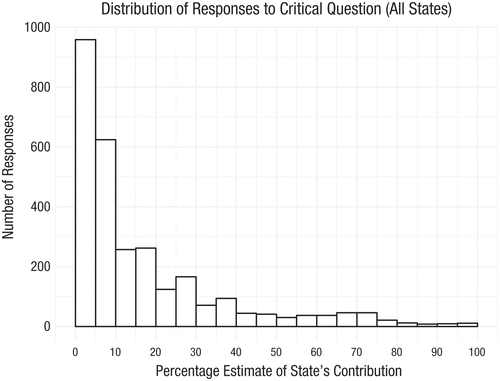 Distribution of Responses to Critical Question (All States)
Number of Responses
1000
800
600
400
200
0
0 10 20 30 40 50 60 70 80 90 100
Percentage Estimate of State's Contribution